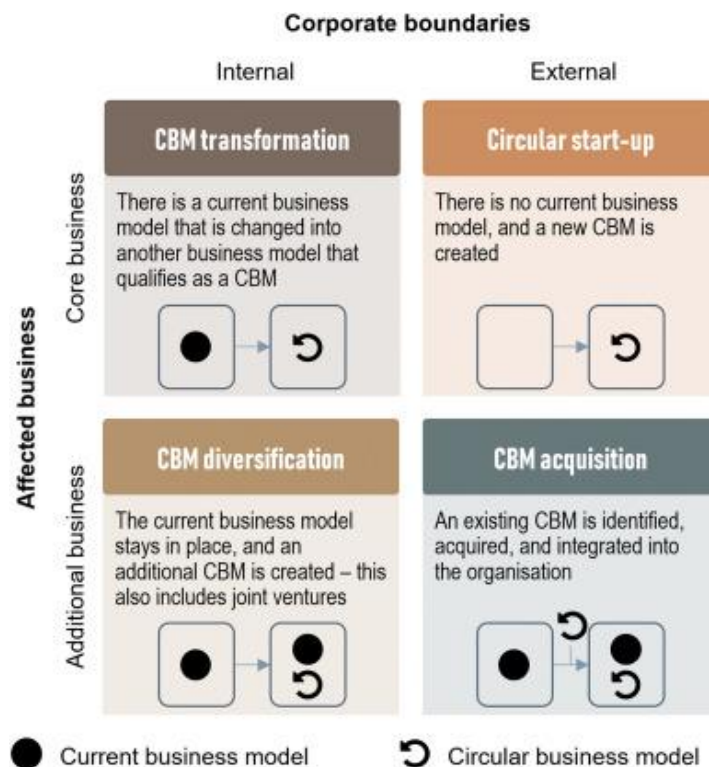 Corporate boundaries
Internal
External
Affected business
Core business
CBM transformation
There is a current business
model that is changed into
another business model that
qualifies as a CBM
Circular start-up
There is no current business
model, and a new CBM is
created
Additional business
CBM diversification
The current business model
stays in place, and an
additional CBM is created – this
also includes joint ventures
CBM acquisition
An existing CBM is identified,
acquired, and integrated into
the organisation
Current business model
Circular business model